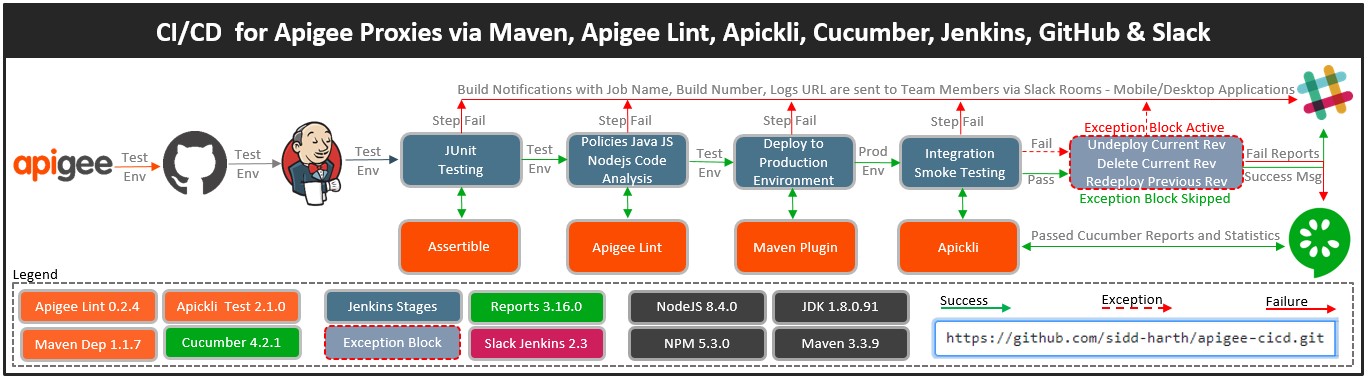 CI/CD for Apigee Proxies via Maven, Apigee Lint, Apickli, Cucumber, Jenkins, GitHub & Slack
Build Notifications with Job Name, Build Number, Logs URL are sent to Team Members via Slack Rooms - Mobile/Desktop Applications
Step Fail
Step Fail
Step Fail
Step Fail
Exception Block Active
apigee
Test
Env
Test
Env
Test
Env
JUnit
Testing
Test
Env
Policies Java JS
Nodejs Code
Analysis
Test
Env
Deploy to
Production
Environment
Prod
Env
Integration
Smoke Testing
Fail
Pass
Undeploy Current Rev
Delete Current Rev
Redeploy Previous Rev
Exception Block Skipped
Fail Reports
Success Msg
Assertible
Apigee Lint
Maven Plugin
Apickli
Passed Cucumber Reports and Statistics
Legend
Apigee Lint 0.2.4
Apickli Test 2.1.0
Jenkins Stages
Reports 3.16.0
NodeJS 8.4.0
JDK 1.8.0.91
Success
Exception
Failure
Maven Dep 1.1.7
Cucumber 4.2.1
Exception Block
Slack Jenkins 2.3
NPM 5.3.0
Maven 3.3.9
https://github.com/sidd-harth/apigee-cicd.git